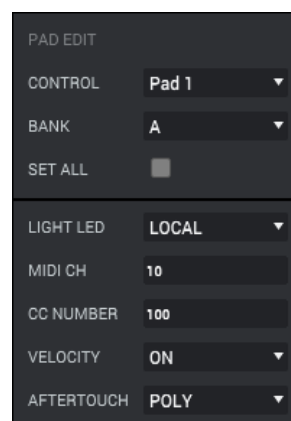 PAD EDIT
CONTROL Pad 1
BANK A
SET ALL
LIGHT LED LOCAL
MIDI CH 10
CC NUMBER 100
VELOCITY ON
AFTERTOUCH POLY